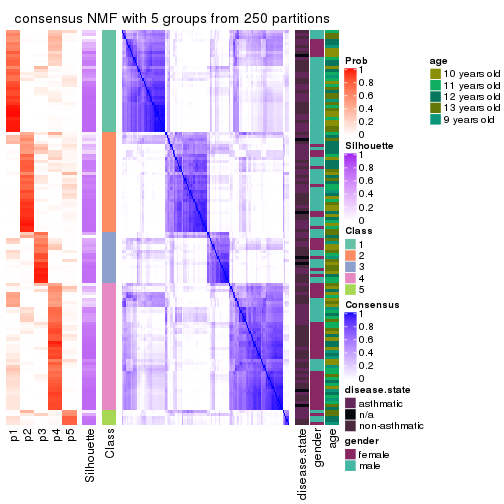 consensus NMF with 5 groups from 250 partitions
Prob
1
0.8
0.6
0.4
0.2
0
Silhouette
1
0.8
0.6
0.4
0.2
0
Class
1
2
3
4
5
Consensus
1
0.8
0.6
0.4
0.2
0
disease.state
asthmatic
n/a
non-asthmatic
gender
female
male
age
10 years old
11 years old
12 years old
13 years old
9 years old
p1
p2
p3
p4
p5
Silhouette
Class
disease.state
gender
age